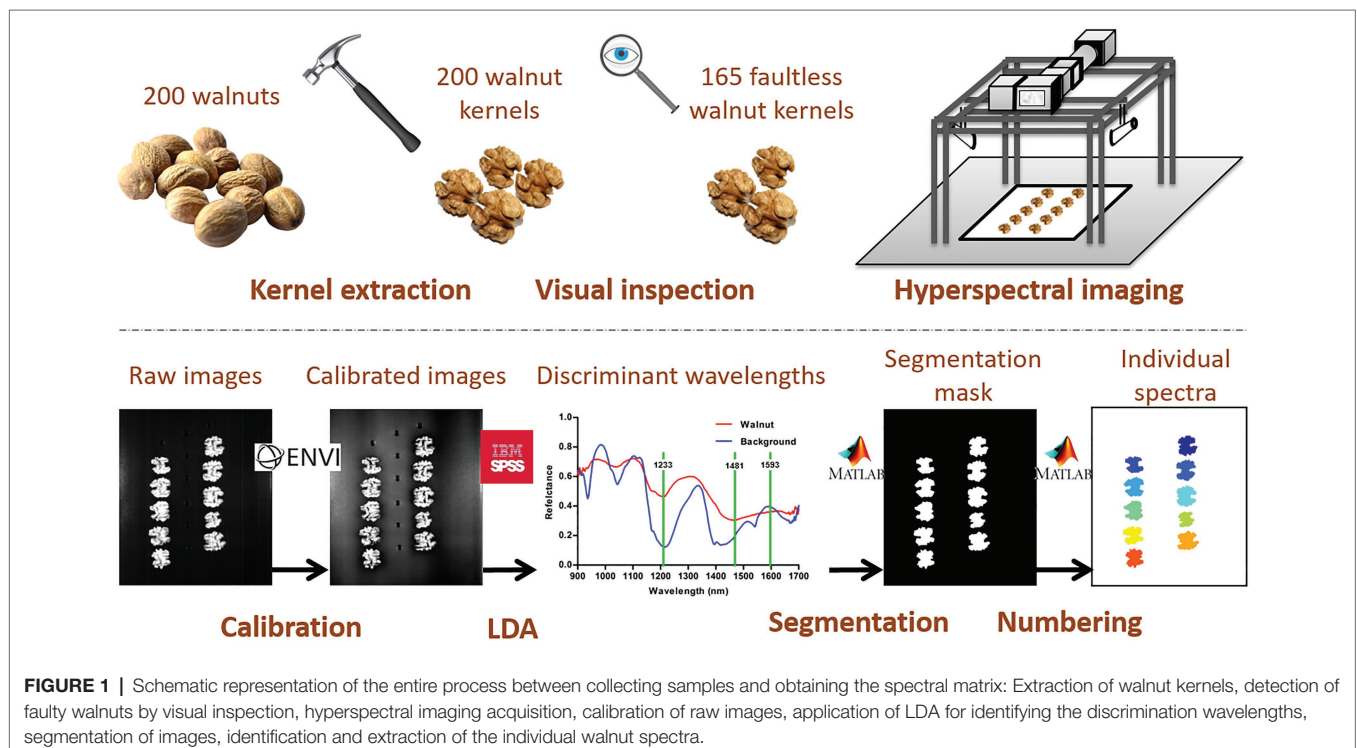 200 walnuts
200 walnut
kernels
165 faultless
walnut kernels
Kernel extraction
Visual inspection
Hyperspectral imaging
Raw images
Calibrated images
Discriminant wavelengths
Segmentation
mask
Individual
spectra
ENVI
IBM
SPSS
Refelctance
1.0
0.8
0.6
0.4
0.2
0.0
Walnut
Background
1233
1481
1593
900
1000
1100
1200
1300
1400
1500
1600
1700
Wavelength (nm)
MATLAB
MATLAB
Calibration
LDA
Segmentation
Numbering
FIGURE 1 | Schematic representation of the entire process between collecting samples and obtaining the spectral matrix: Extraction of walnut kernels, detection of
faulty walnuts by visual inspection, hyperspectral imaging acquisition, calibration of raw images, application of LDA for identifying the discrimination wavelengths,
segmentation of images, identification and extraction of the individual walnut spectra.